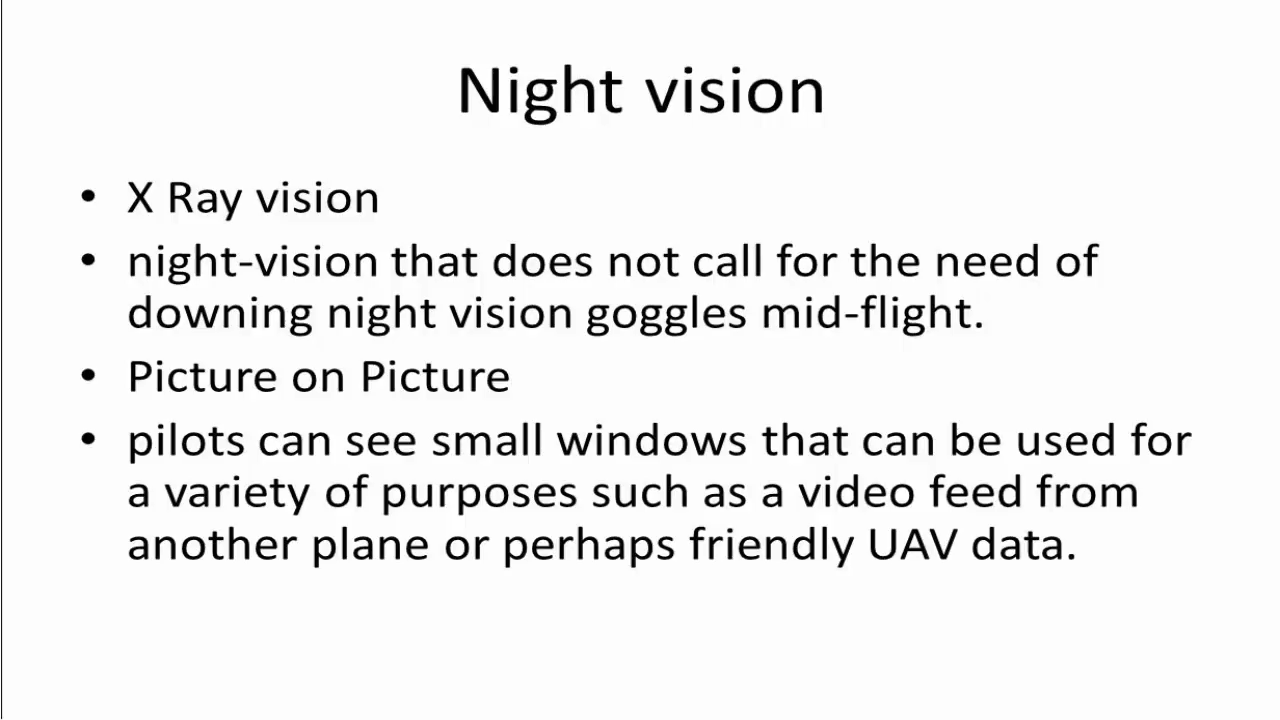 Night vision
• X Ray vision
• night-vision that does not call for the need of
downing night vision goggles mid-flight.
• Picture on Picture
• pilots can see small windows that can be used for
a variety of purposes such as a video feed from
another plane or perhaps friendly UAV data.